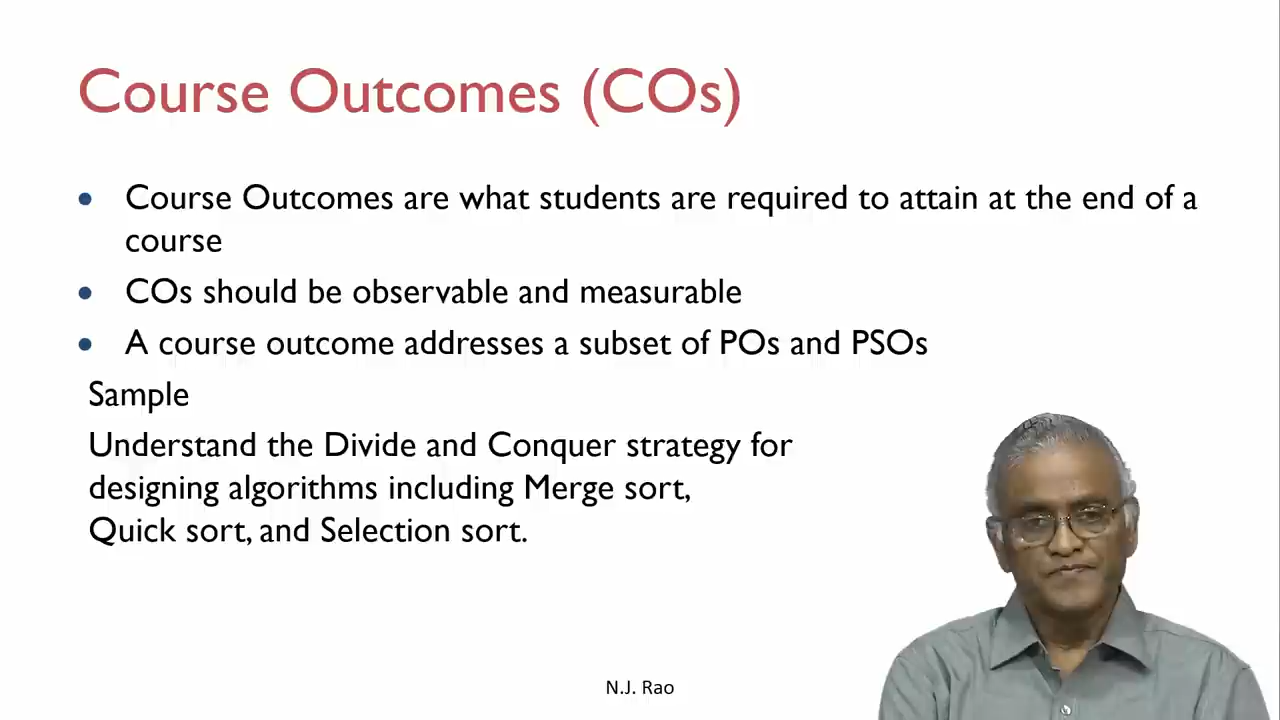 Course Outcomes (COs)
• Course Outcomes are what students are required to attain at the end of a
course
• COs should be observable and measurable
• A course outcome addresses a subset of POs and PSOs
Sample
Understand the Divide and Conquer strategy for
designing algorithms including Merge sort,
Quick sort, and Selection sort.
N.J. Rao